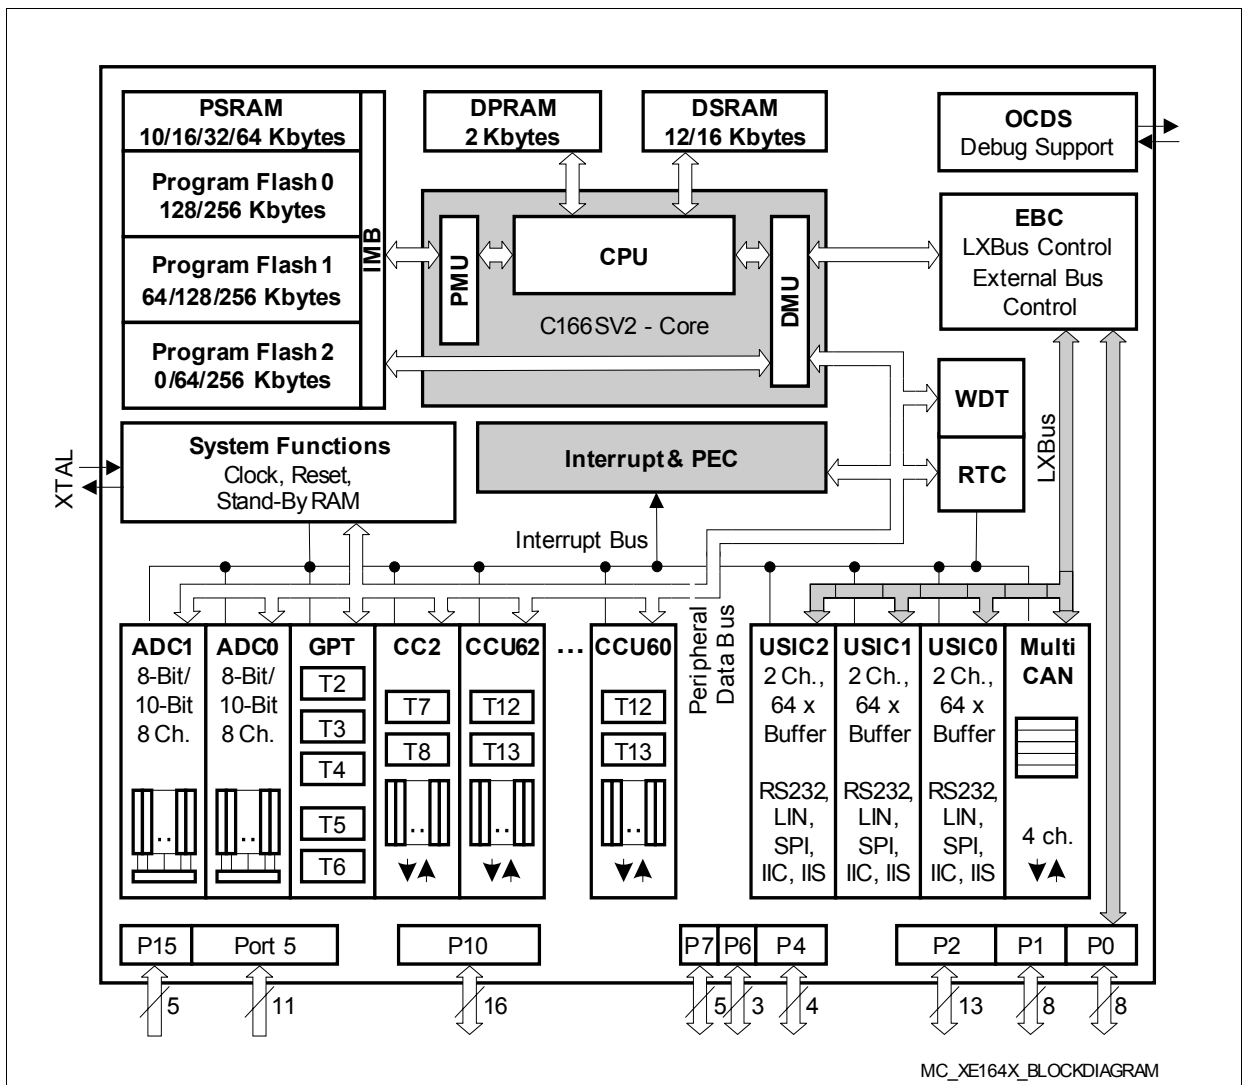 PSRAM
10/16/32/64 Kbytes
Program Flash 0
128/256 Kbytes
Program Flash 1
64/128/256 Kbytes
Program Flash 2
0/64/256 Kbytes
IMB
DPRAM
2 Kbytes
DSRAM
12/16 Kbytes
OCDS
Debug Support
PMU
CPU
DMU
C166SV2 - Core
EBC
LXBus Control
External Bus
Control
System Functions
Clock, Reset,
Stand-By RAM
XTAL
Interrupt & PEC
WDT
RTC
LXBus
Interrupt Bus
Peripheral
Data Bus
ADC1
8-Bit/
10-Bit
8 Ch.
ADC0
8-Bit/
10-Bit
8 Ch.
GPT
T2
T3
T4
T5
T6
CC2
T7
T8
CCU62
T12
T13
...
CCU60
T12
T13
USIC2
2 Ch.,
64 x
Buffer
RS232,
LIN,
SPI,
IIC, IIS
USIC1
2 Ch.,
64 x
Buffer
RS232,
LIN,
SPI,
IIC, IIS
USIC0
2 Ch.,
64 x
Buffer
RS232,
LIN,
SPI,
IIC, IIS
Multi
CAN
4 ch.
P15
Port 5
P10
P7
P6
P4
P2
P1
P0
5
11
16
5
3
4
13
8
8
MC_XE164X_BLOCKDIAGRAM